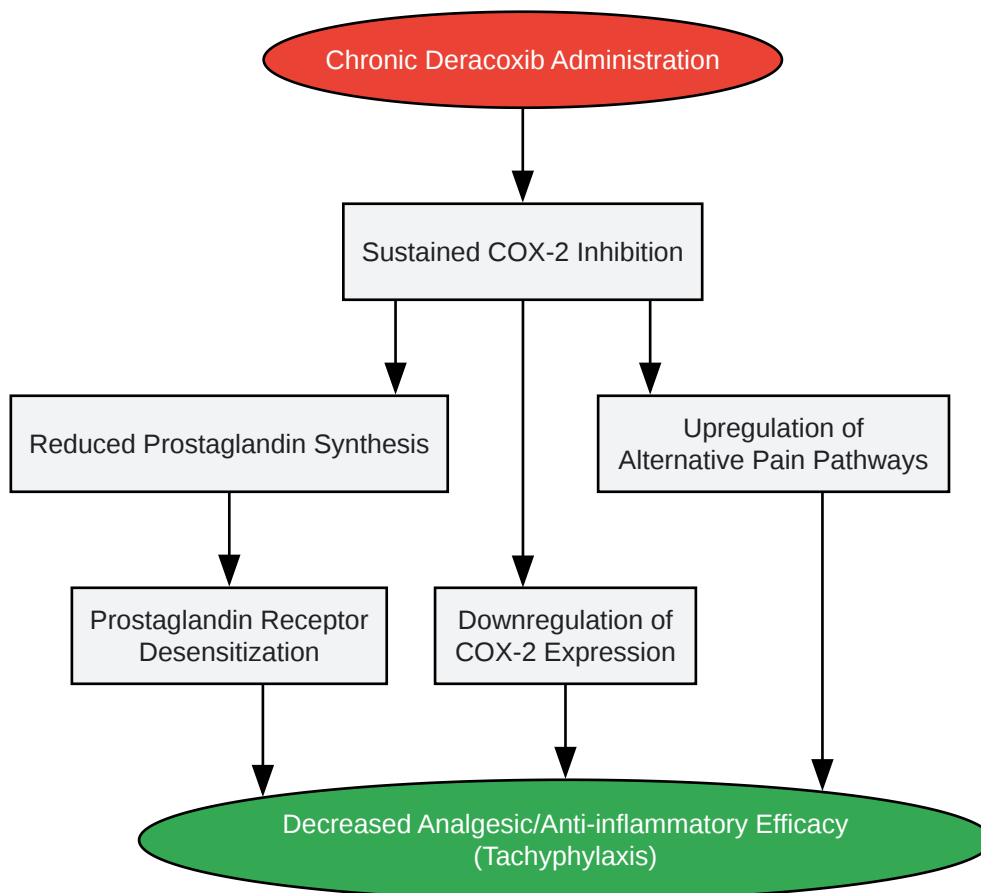 Chronic Deracoxib Administration
Sustained COX-2 Inhibition
Reduced Prostaglandin Synthesis
Upregulation of
Alternative Pain Pathways
Prostaglandin Receptor
Desensitization
Downregulation of
COX-2 Expression
Decreased Analgesic/Anti-inflammatory Efficacy
(Tachyphylaxis)